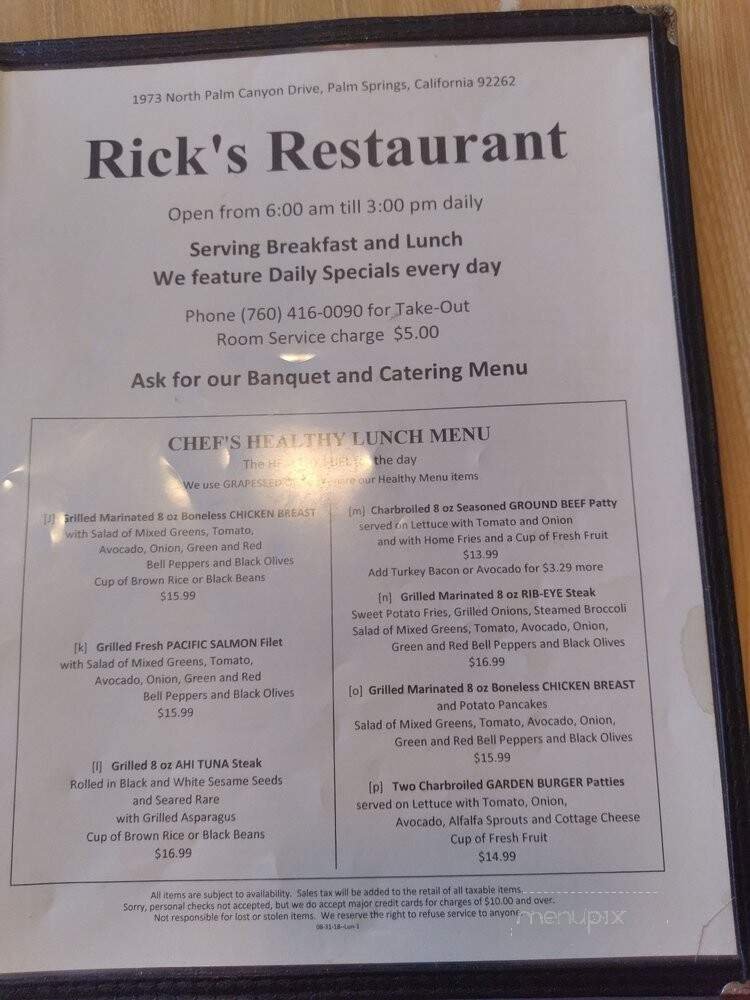 1973 North Palm Canyon Drive, Palm Springs, California 92262
Rick's Restaurant
Open from 6:00 am till 3:00 pm daily
Serving Breakfast and Lunch
We feature Daily Specials every day
Phone (760) 416-0090 for Take-Out
Room Service charge $5.00
Ask for our Banquet and Catering Menu
CHEF'S HEALTHY LUNCH MENU
The the day
We use GRAPESEED our Healthy Menu items
[J] Grilled Marinated 8 oz Boneless CHICKEN BREAST
with Salad of Mixed Greens, Tomato,
Avocado, Onion, Green and Red
Bell Peppers and Black Olives
Cup of Brown Rice or Black Beans
$15.99
[k] Grilled Fresh PACIFIC SALMON Filet
with Salad of Mixed Greens, Tomato,
Avocado, Onion, Green and Red
Bell Peppers and Black Olives
$15.99
[l] Grilled 8 oz AHI TUNA Steak
Rolled in Black and White Sesame Seeds
and Seared Rare
with Grilled Asparagus
Cup of Brown Rice or Black Beans
$16.99
[m] Charbroiled 8 oz Seasoned GROUND BEEF Patty
served on Lettuce with Tomato and Onion
and with Home Fries and a Cup of Fresh Fruit
$13.99
Add Turkey Bacon or Avocado for $3.29 more
[n] Grilled Marinated 8 oz RIB-EYE Steak
Sweet Potato Fries, Grilled Onions, Steamed Broccoli
Salad of Mixed Greens, Tomato, Avocado, Onion,
Green and Red Bell Peppers and Black Olives
$16.99
[o] Grilled Marinated 8 oz Boneless CHICKEN BREAST
and Potato Pancakes
Salad of Mixed Greens, Tomato, Avocado, Onion,
Green and Red Bell Peppers and Black Olives
$15.99
[p] Two Charbroiled GARDEN BURGER Patties
served on Lettuce with Tomato, Onion,
Avocado, Alfalfa Sprouts and Cottage Cheese
Cup of Fresh Fruit
$14.99
All items are subject to availability. Sales tax will be added to the retail of all taxable items.
Sorry, personal checks not accepted, but we do accept major credit cards for charges of $10.00 and over.
Not responsible for lost or stolen items. We reserve the right to refuse service to anyone
08-31-18--Lun-1
menupix